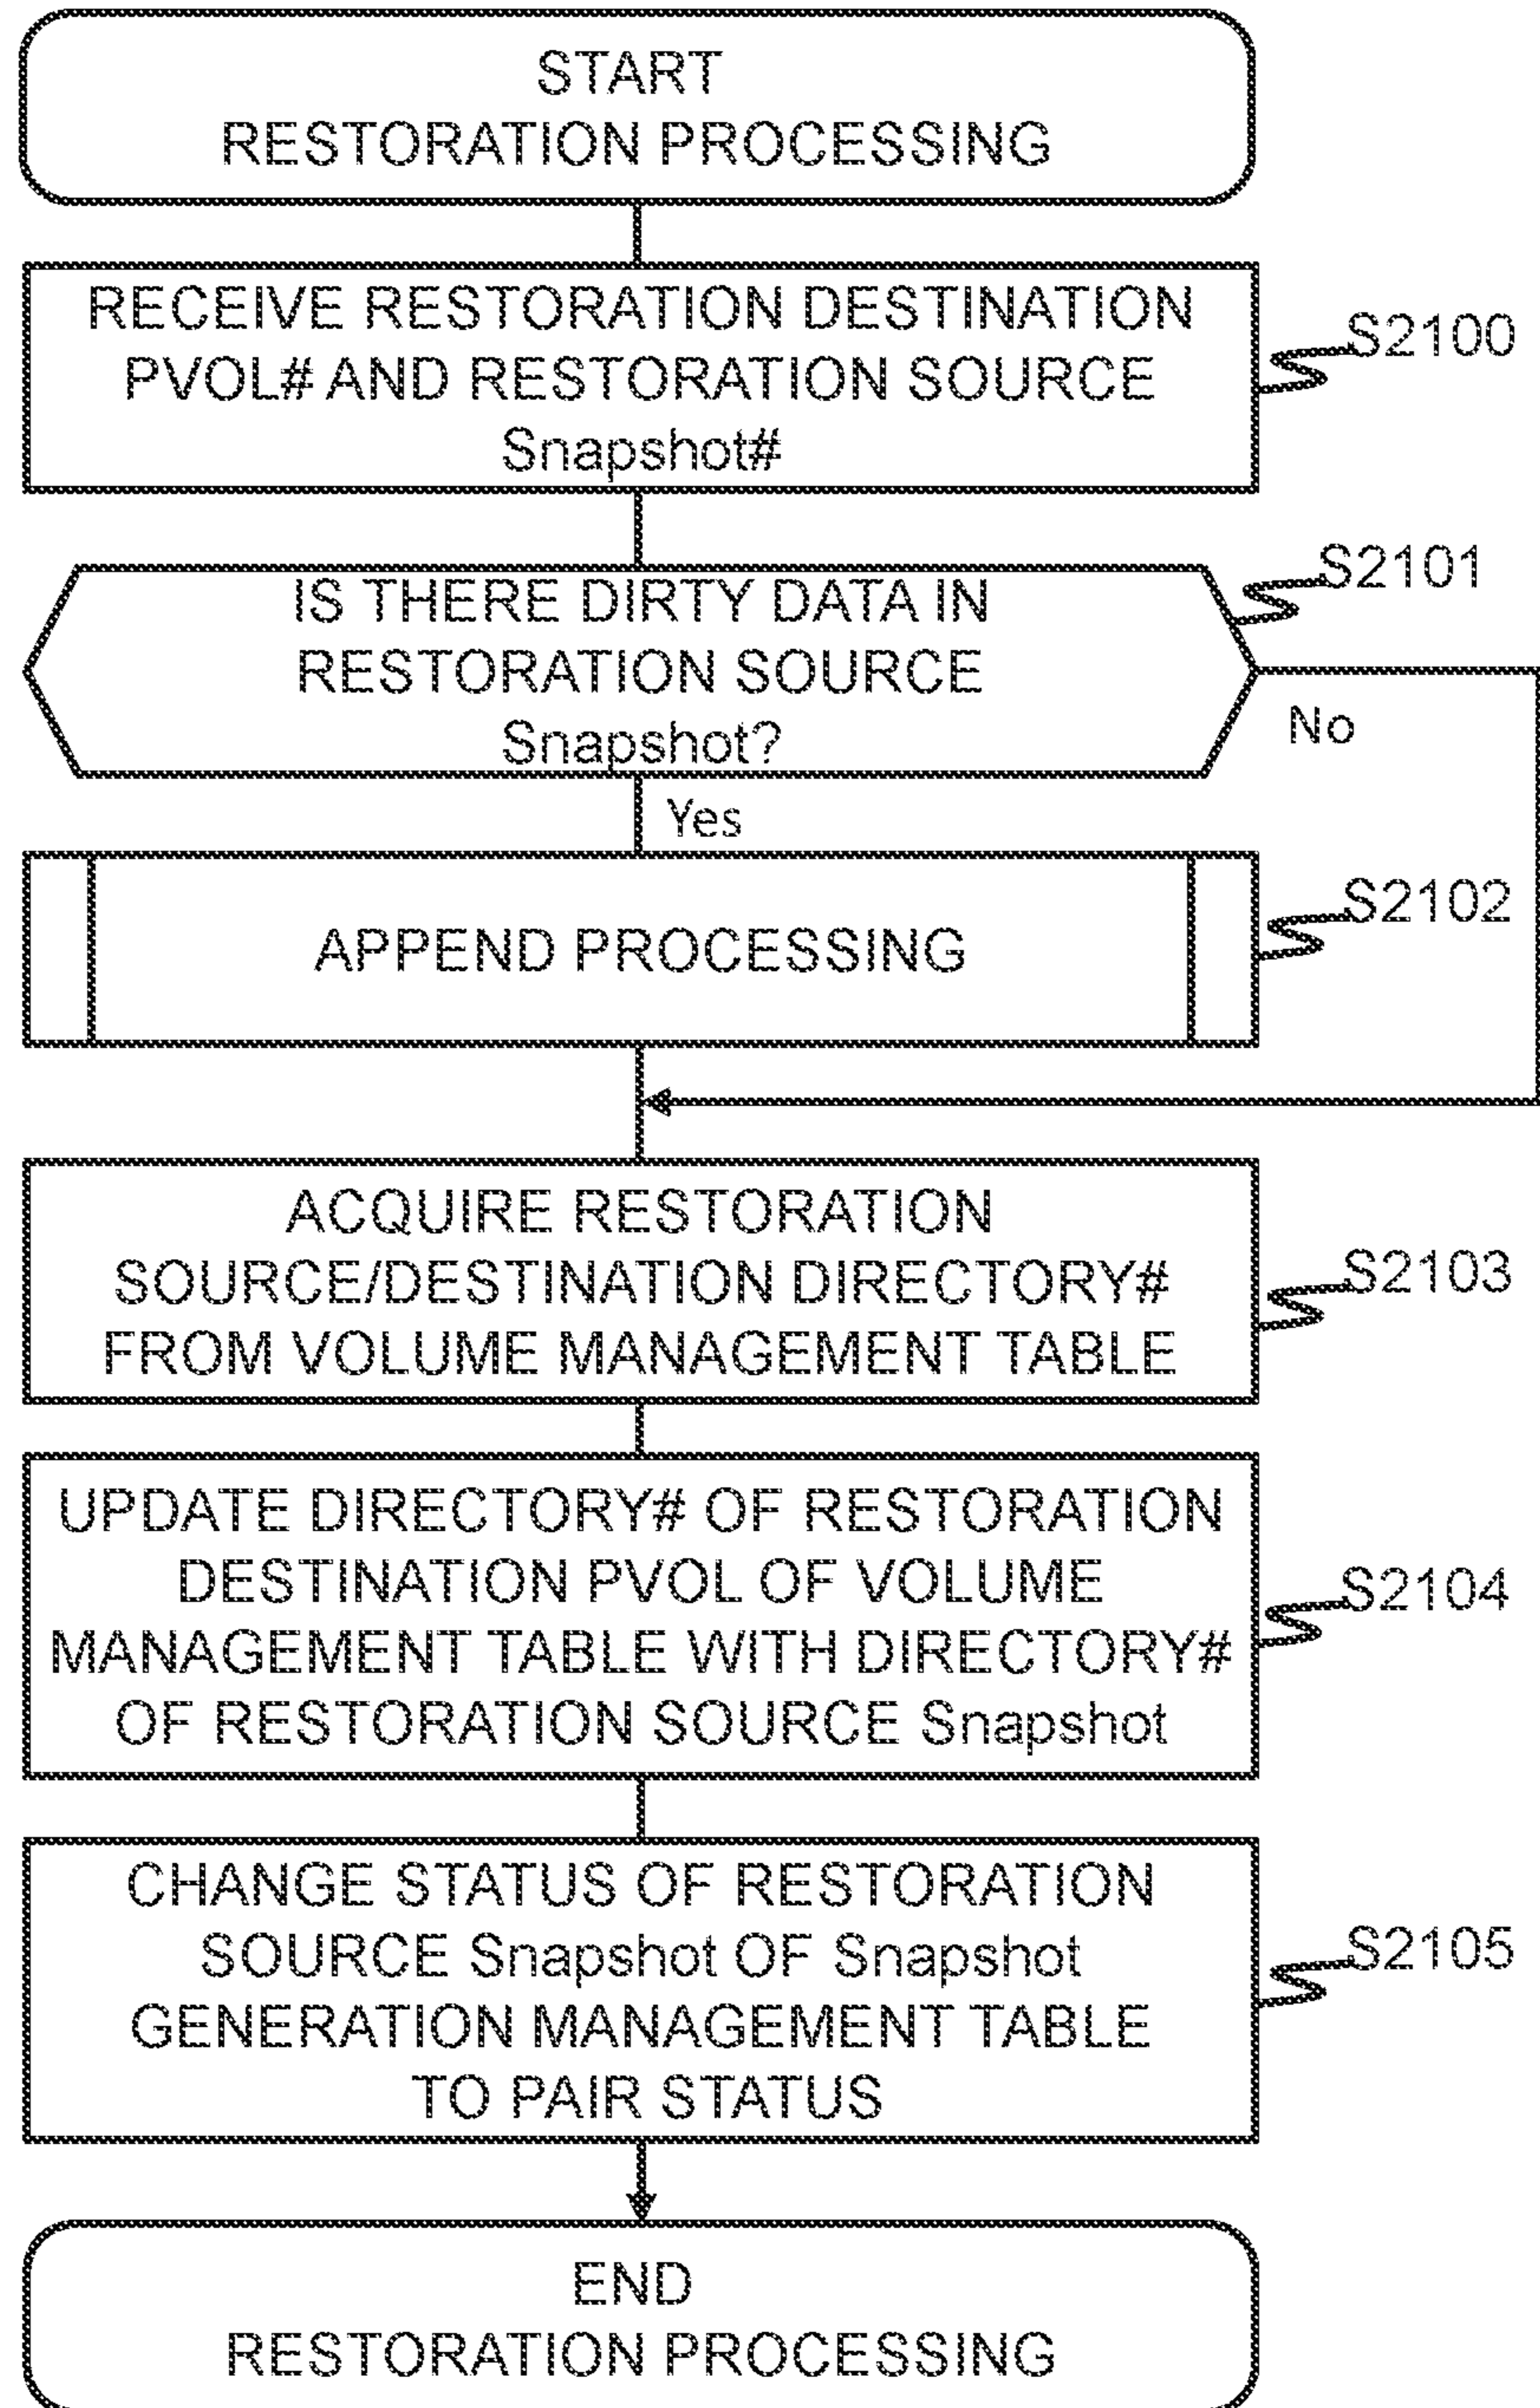 START
RESTORATION PROCESSING
RECEIVE RESTORATION DESTINATION
PVOL# AND RESTORATION SOURCE
Snapshot#
S2100
IS THERE DIRTY DATA IN
RESTORATION SOURCE
Snapshot?
S2101
No
Yes
APPEND PROCESSING
S2102
ACQUIRE RESTORATION
SOURCE/DESTINATION DIRECTORY#
FROM VOLUME MANAGEMENT TABLE
S2103
UPDATE DIRECTORY# OF RESTORATION
DESTINATION PVOL OF VOLUME
MANAGEMENT TABLE WITH DIRECTORY#
OF RESTORATION SOURCE Snapshot
S2104
CHANGE STATUS OF RESTORATION
SOURCE Snapshot OF Snapshot
GENERATION MANAGEMENT TABLE
TO PAIR STATUS
S2105
END
RESTORATION PROCESSING